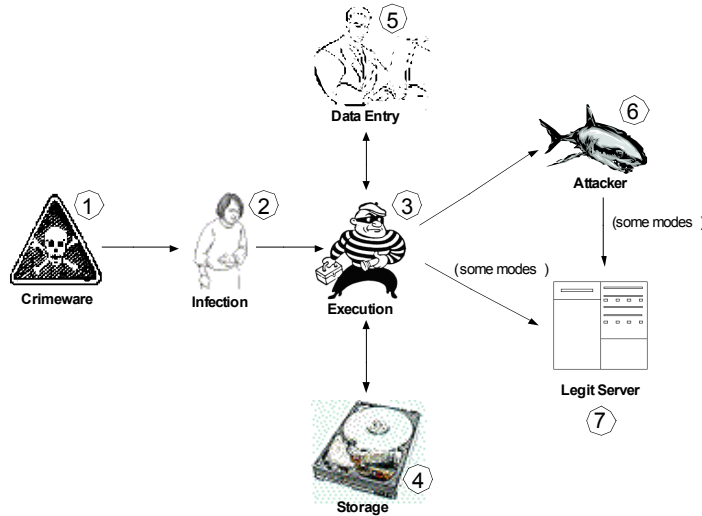 5
Data Entry
6
Attacker
1
2
3
(some modes )
(some modes )
Crimeware
Infection
Execution
Legit Server
7
4
Storage